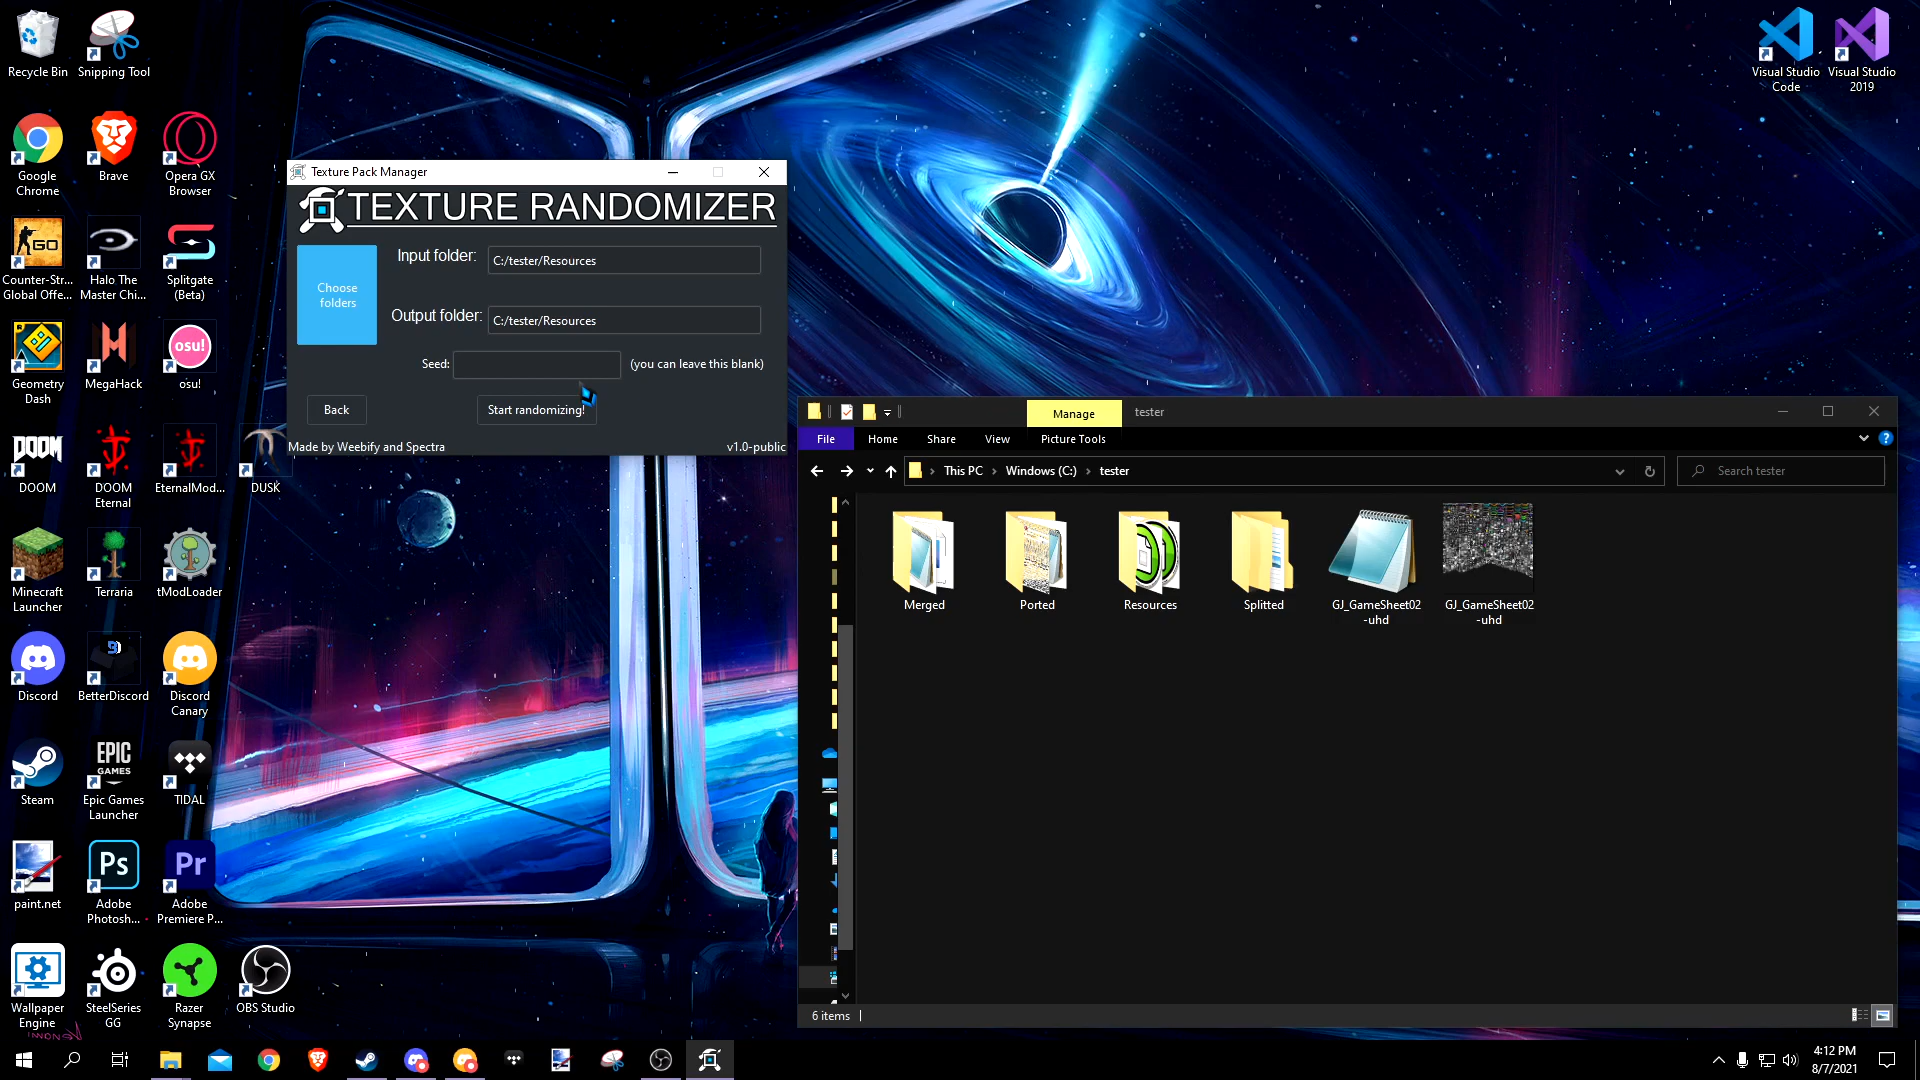 Recycle Bin
Snipping Tool
Visual Studio
Code
Visual Studio
2019
Google
Chrome
Brave
Opera GX
Browser
Counter-Str...
Global Offe...
Halo The
Master Chi...
Splitgate
(Beta)
Geometry
Dash
MegaHack
osu!
osu!
DOOM
DOOM
DOOM
Eternal
EternalMod...
DUSK
Minecraft
Launcher
Terraria
tModLoader
Discord
BetterDiscord
Discord
Canary
Steam
EPIC
GAMES
Epic Games
Launcher
TIDAL
paint.net
Ps
Adobe
Photosh...
Pr
Adobe
Premiere P...
Wallpaper
Engine
SteelSeries
GG
Razer
Synapse
OBS Studio
Texture Pack Manager
TEXTURE RANDOMIZER
Choose
folders
Input folder:
C:/tester/Resources
Output folder:
C:/tester/Resources
Seed:
(you can leave this blank)
Back
Start randomizing!
Made by Weebify and Spectra
v1.0-public
Manage
tester
File
Home
Share
View
Picture Tools
This PC
Windows (C:)
tester
Search tester
Merged
Ported
Resources
Splitted
GJ_GameSheet02
-uhd
GJ_GameSheet02
-uhd
6 items
4:12 PM
8/7/2021